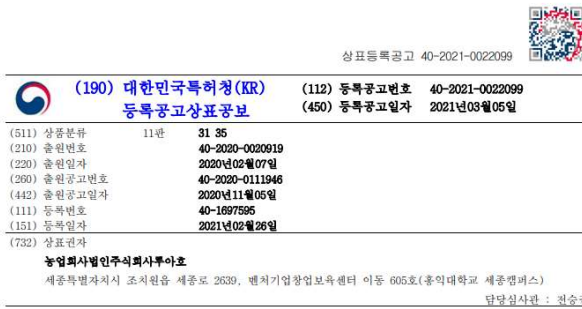 상표등록공고 40-2021-0022099
(190) 대한민국특허청(KR)
등록공고상표공보
(112) 등록공고번호 40-2021-0022099
(450) 등록공고일자 2021년03월05일
(511) 상품분류 11판 31 35
(210) 출원번호 40-2020-0020919
(220) 출원일자 2020년02월07일
(260) 출원공고번호 40-2020-0111946
(442) 출원공고일자 2020년11월05일
(111) 등록번호 40-1697595
(151) 등록일자 2021년02월26일
(732) 상표권자
농업회사법인주식회사루아호
세종특별자치시 조치원읍 세종로 2639, 벤처기업창업보육센터 이동 605호(홍익대학교 세종캠퍼스)
담당심사관 : 전승